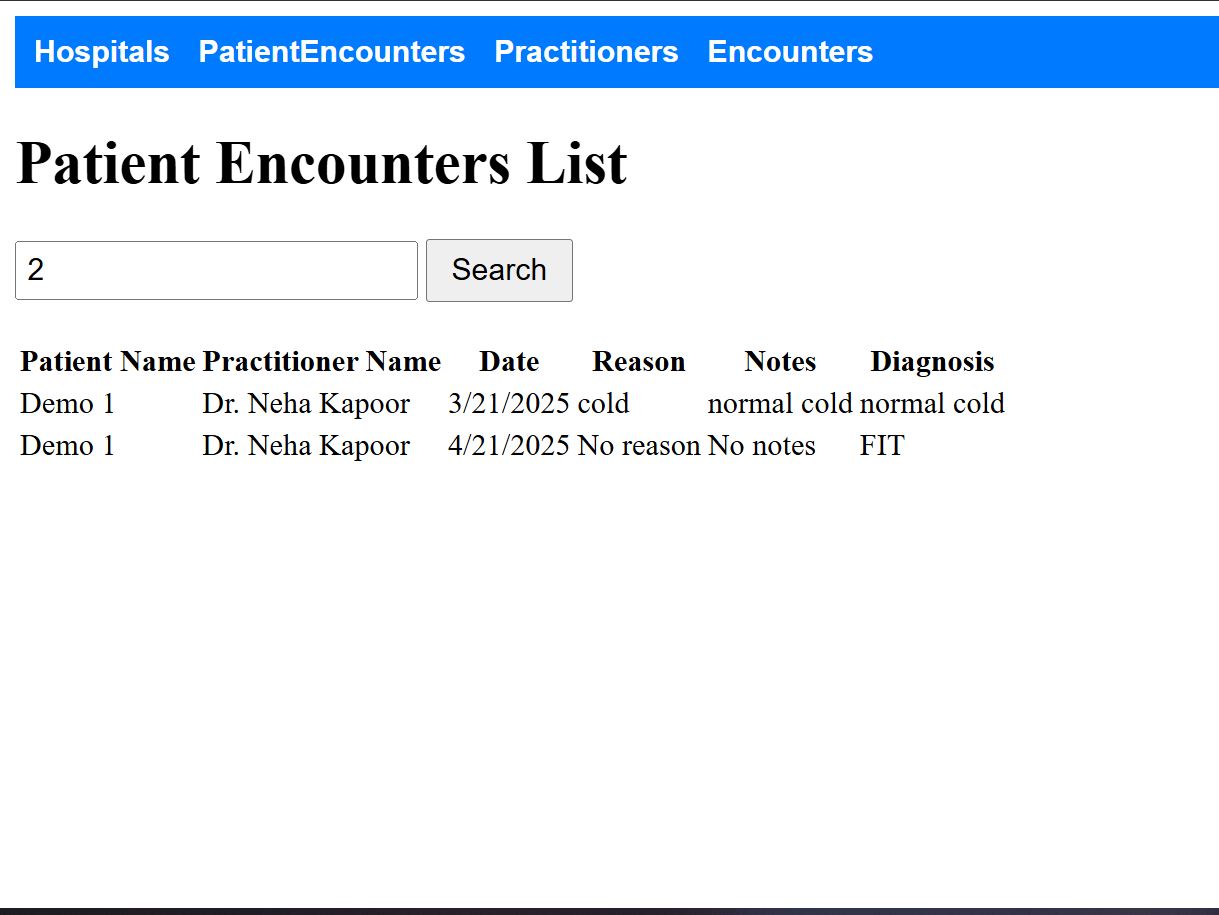 Hospitals PatientEncounters Practitioners Encounters
Patient Encounters List
2 Search
Patient Name Practitioner Name Date Reason Notes Diagnosis
Demo 1 Dr. Neha Kapoor 3/21/2025 cold normal cold normal cold
Demo 1 Dr. Neha Kapoor 4/21/2025 No reason No notes FIT